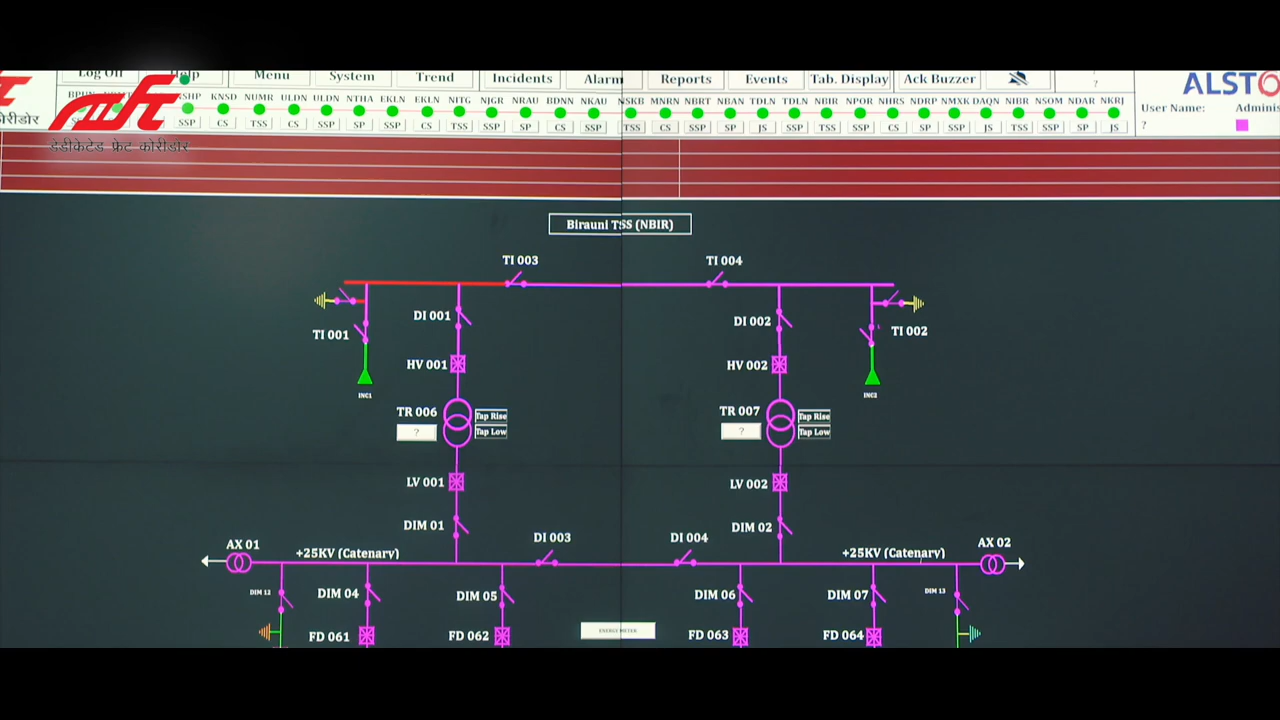 Log Off Help Menu System Trend Incidents Alarm Reports Events Tab. Display Ack Buzzer ?
ALSTO
KNSD NUMR ULDN ULDN NTHA EKLN EKLN NITG NJGR NRAU BDNN NKAU NSKB MNRN NBRT NBAN TDLN TDLN NBIR NPOR NHRS NDRP NMXK DAQN NIBR NSOM NDAR NKRJ
User Name: Adminis
SSP CS TSS CS SSP SP SSP CS TSS SSP SP CS SSP TSS CS SSP SP JS SSP TSS SSP CS SP SSP JS TSS SSP SP JS
?
कोरीडोर
डेडीकेटेड फ्रेट कोरीडोर
Birauni TSS (NBIR)
TI 003 TI 004
DI 001 DI 002
TI 001 TI 002
HV 001 HV 002
INC1 INC2
TR 006 Tap Rise TR 007 Tap Rise
? Tap Low ? Tap Low
LV 001 LV 002
DIM 01 DIM 02
DI 003 DI 004
AX 01 AX 02
+25KV (Catenary) +25KV (Catenary)
DIM 12 DIM 04 DIM 05 DIM 06 DIM 07 DIM 13
FD 061 FD 062 ENERGY METER FD 063 FD 064